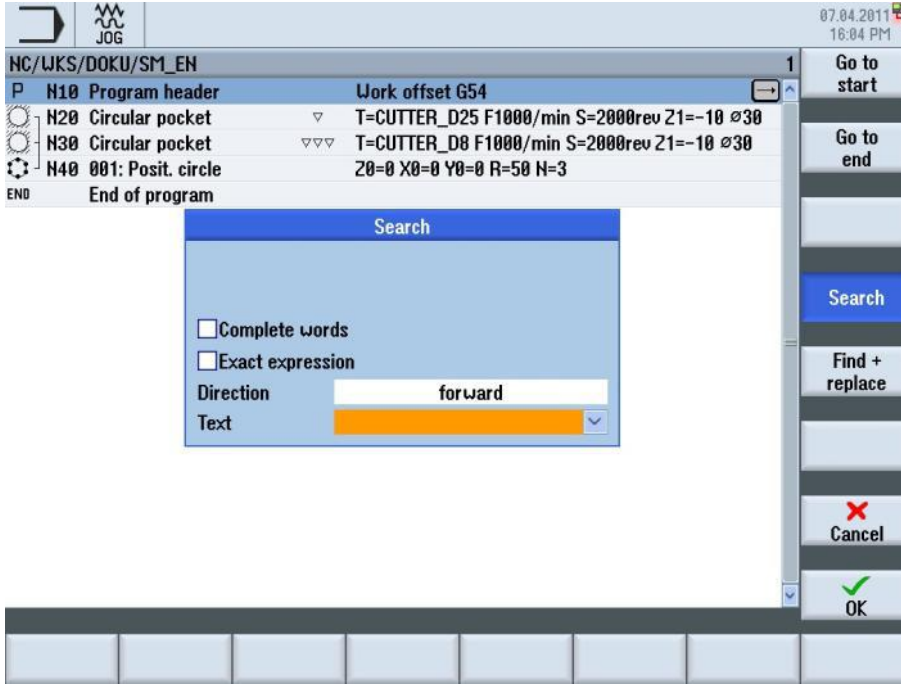 JOG
07.04.2011
16:04 PM
NC/WKS/DOKU/SM_EN 1
P N10 Program header Work offset G54
N20 Circular pocket ▽ T=CUTTER_D25 F1000/min S=2000rev Z1=-10 ⌀30
N30 Circular pocket ▽▽▽ T=CUTTER_D8 F1000/min S=2000rev Z1=-10 ⌀30
N40 001: Posit. circle Z0=0 X0=0 Y0=0 R=50 N=3
END End of program
Search
Complete words
Exact expression
Direction forward
Text
Go to
start
Go to
end
Search
Find +
replace
Cancel
OK